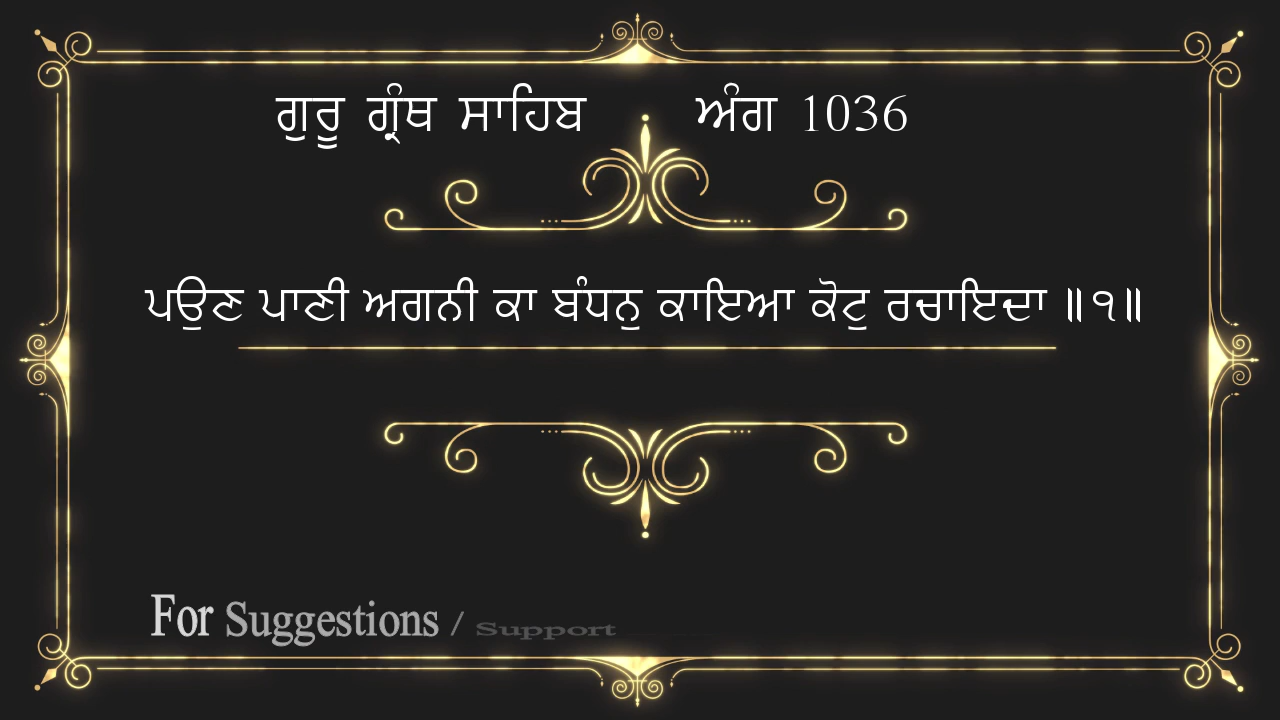 ਗੁਰੂ ਗ੍ਰੰਥ ਸਾਹਿਬ ਅੰਗ 1036
ਪਉਣ ਪਾਣੀ ਅਗਨੀ ਕਾ ਬੰਧਨੁ ਕਾਇਆ ਕੋਟੁ ਰਚਾਇਦਾ ॥੧॥
For Suggestions / Support